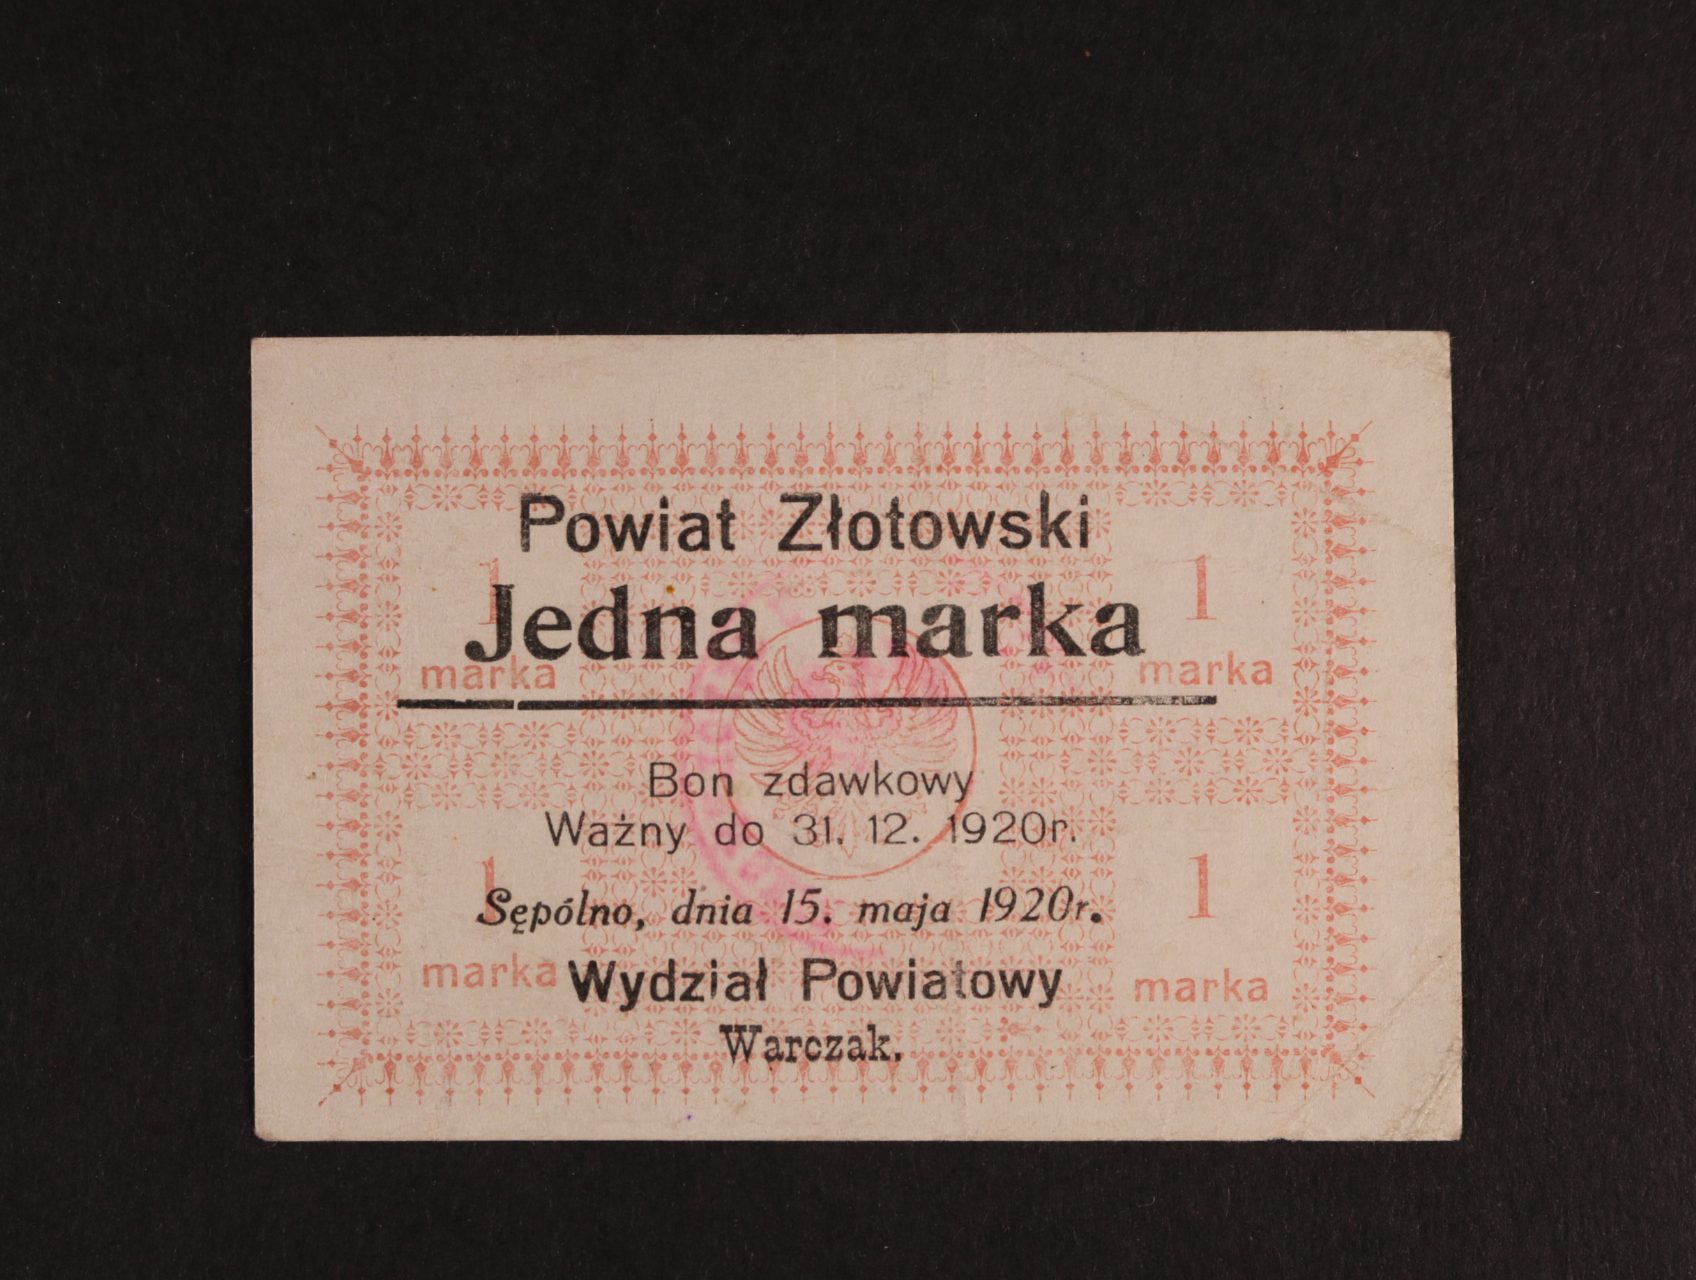 Powiat Złotowski
1
1
Jedna marka
marka
marka
Bon zdawkowy
Ważny do 31. 12. 1920r.
1
1
Sępólno, dnia 15. maja 1920r.
marka
marka
Wydział Powiatowy
Warczak.